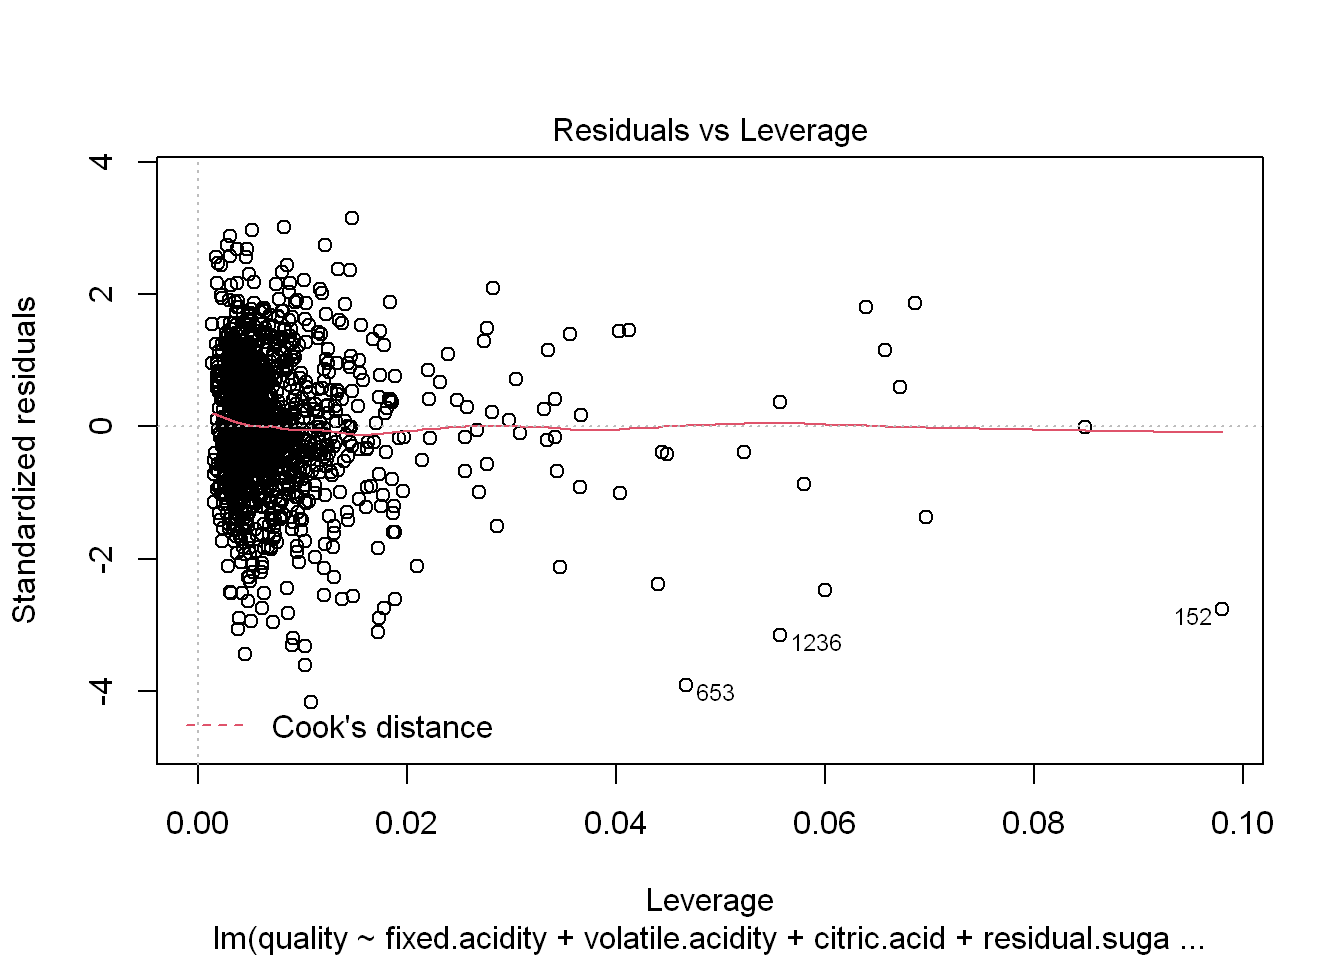 Residuals vs Leverage
4
2
0
-2
-4
Standardized residuals
152
1236
653
Cook's distance
0.00 0.02 0.04 0.06 0.08 0.10
Leverage
lm(quality ~ fixed.acidity + volatile.acidity + citric.acid + residual.suga ...